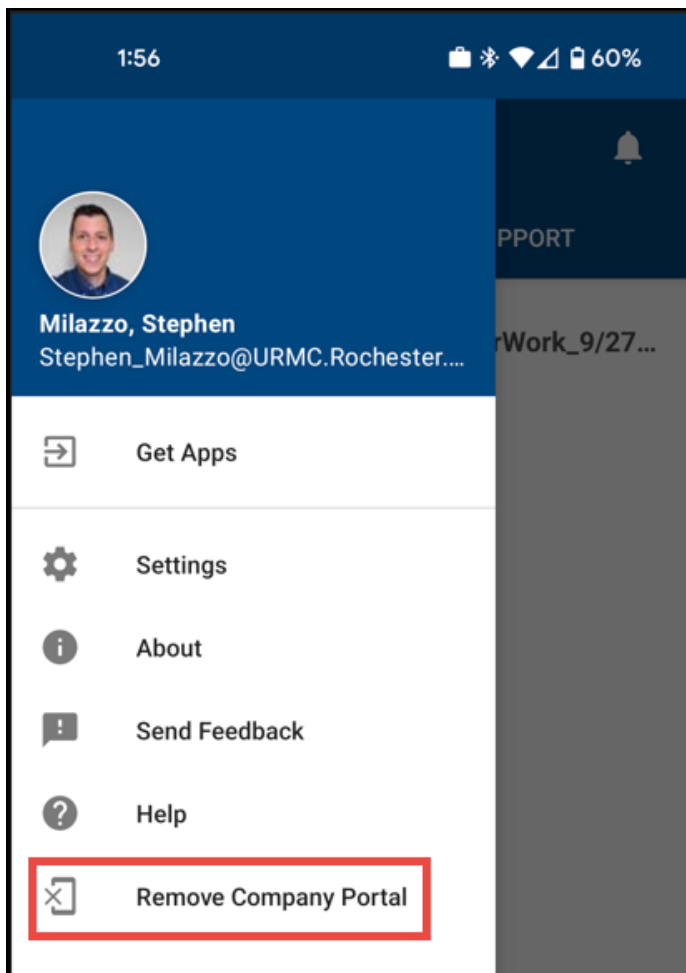 1:56
60%
PPORT
Milazzo, Stephen
Stephen_Milazzo@URMC.Rochester....
rWork_9/27...
Get Apps
Settings
About
Send Feedback
Help
Remove Company Portal